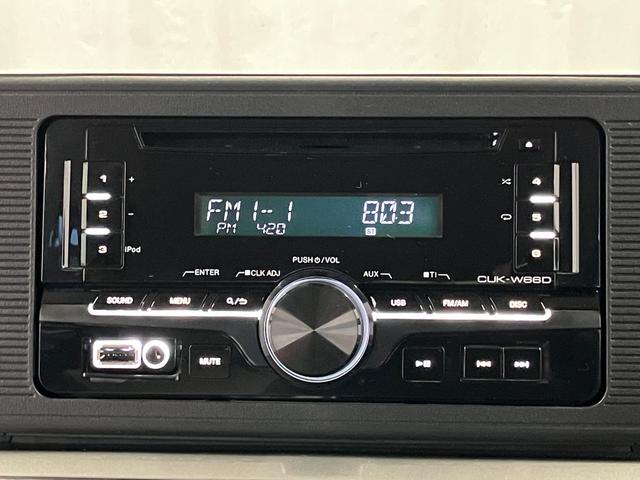 1 +
2 -
3 iPod
4
5
6
FM1-1 80.3
PM 4:20 ST
PUSH /VOL
ENTER CLK ADJ AUX TI
CUK-W66D
SOUND MENU USB FM/AM DISC
MUTE